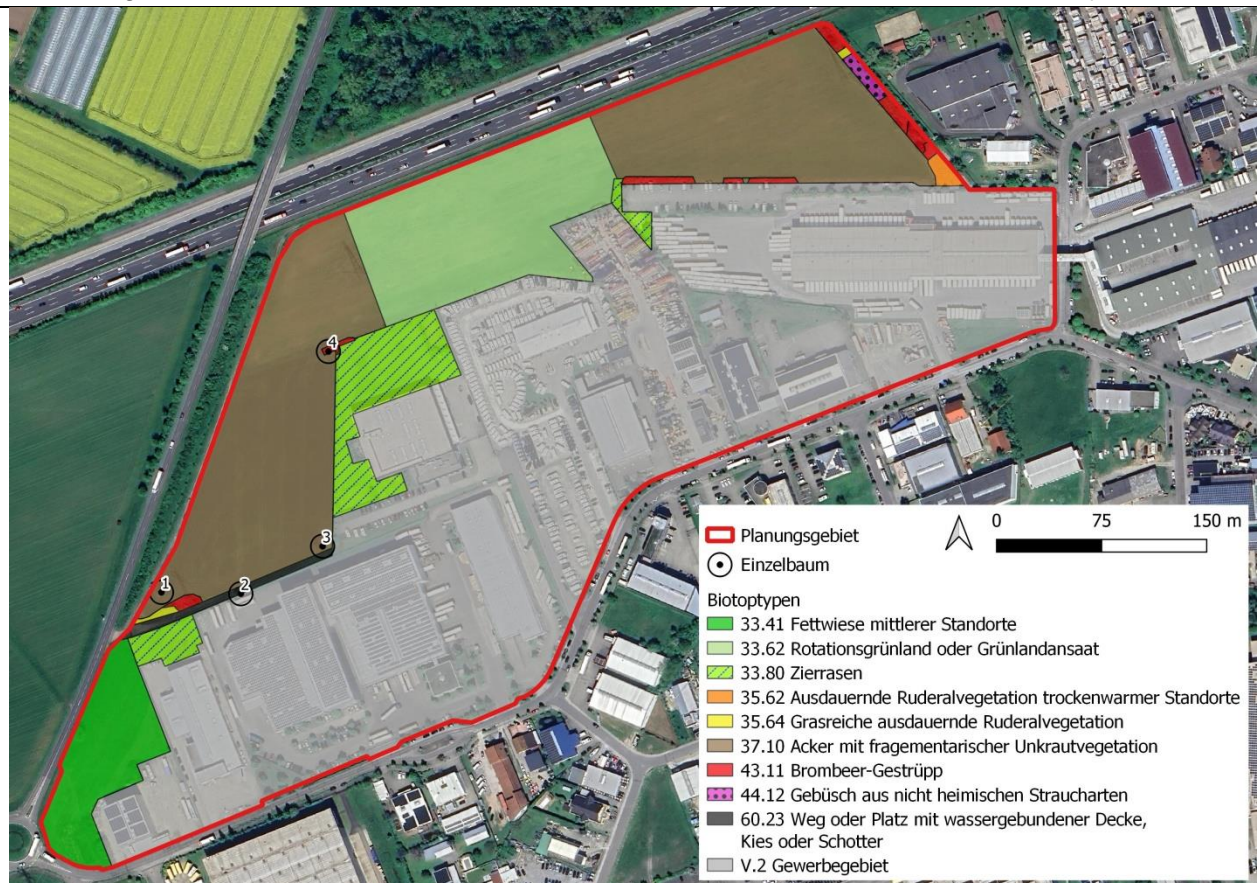 4
3
1
2
Planungsgebiet
0 75 150 m
Einzelbaum
Biotoptypen
33.41 Fettwiese mittlerer Standorte
33.62 Rotationsgrünland oder Grünlandansaat
33.80 Zierrasen
35.62 Ausdauernde Ruderalvegetation trockenwarmer Standorte
35.64 Grasreiche ausdauernde Ruderalvegetation
37.10 Acker mit fragementarischer Unkrautvegetation
43.11 Brombeer-Gestrüpp
44.12 Gebüsch aus nicht heimischen Straucharten
60.23 Weg oder Platz mit wassergebundener Decke,
Kies oder Schotter
V.2 Gewerbegebiet